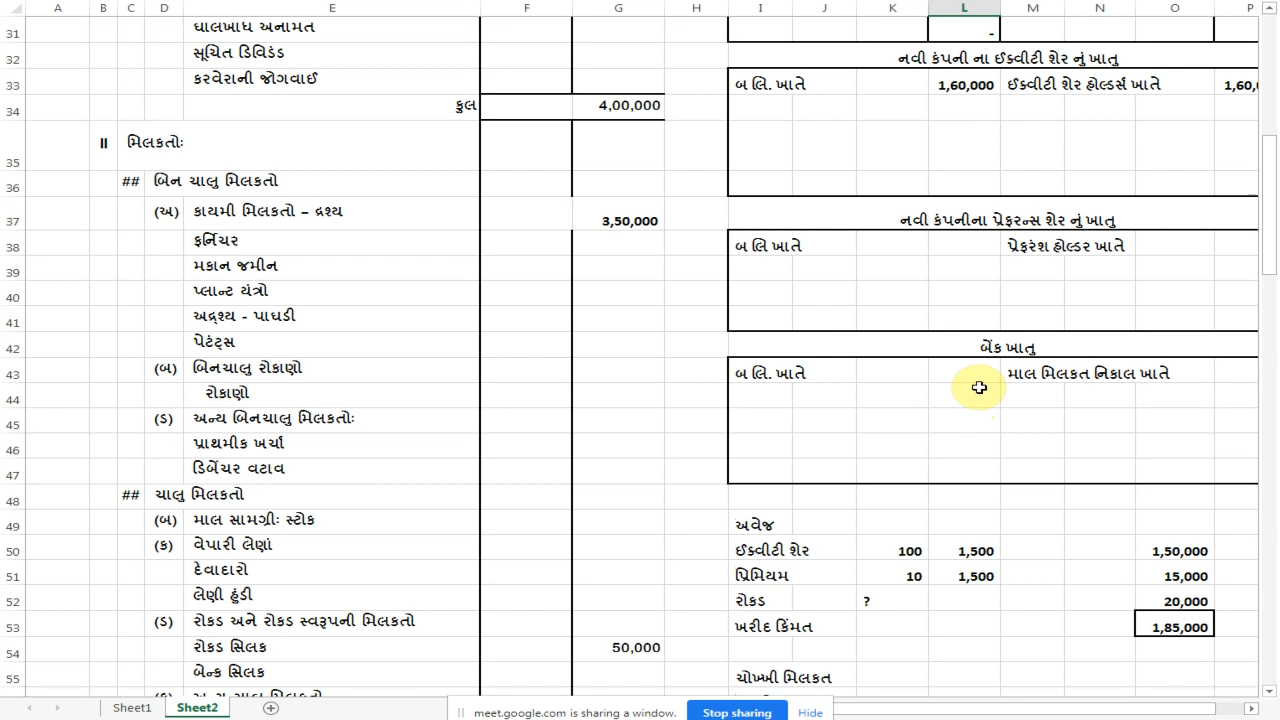 A B C D E F G H I J K L M N O P
31 ઘાલખાધ અનામત -
32 સૂચિત ડિવિડંડ નવી કંપની ના ઈક્વીટી શેર નું ખાતુ
33 કરવેરાની જોગવાઈ બ લિ. ખાતે 1,60,000 ઈક્વીટી શેર હોલ્ડર્સ ખાતે 1,60,0
34 કુલ 4,00,000
35 II મિલકતોઃ
36 ## બિન ચાલુ મિલકતો
37 (અ) કાયમી મિલકતો – દ્રશ્ય 3,50,000 નવી કંપનીના પ્રેફરન્સ શેર નું ખાતુ
38 ફર્નિચર બ લિ ખાતે પ્રેફરંશ હોલ્ડર ખાતે
39 મકાન જમીન
40 પ્લાન્ટ યંત્રો
41 અદ્રશ્ય - પાઘડી
42 પેટંટ્સ બેંક ખાતુ
43 (બ) બિનચાલુ રોકાણો બ લિ. ખાતે માલ મિલકત નિકાલ ખાતે
44 રોકાણો
45 (ડ) અન્ય બિનચાલુ મિલકતોઃ
46 પ્રાથમીક ખર્ચા
47 ડિબેંચર વટાવ
48 ## ચાલુ મિલકતો
49 (બ) માલ સામગ્રીઃ સ્ટોક અવેજ
50 (ક) વેપારી લેણાં ઈક્વીટી શેર 100 1,500 1,50,000
51 દેવાદારો પ્રિમિયમ 10 1,500 15,000
52 લેણી હુંડી રોકડ ? 20,000
53 (ડ) રોકડ અને રોકડ સ્વરૂપની મિલકતો ખરીદ કિંમત 1,85,000
54 રોકડ સિલક 50,000
55 બેન્ક સિલક ચોખ્ખી મિલકત
Sheet1 Sheet2
meet.google.com is sharing a window. Stop sharing Hide